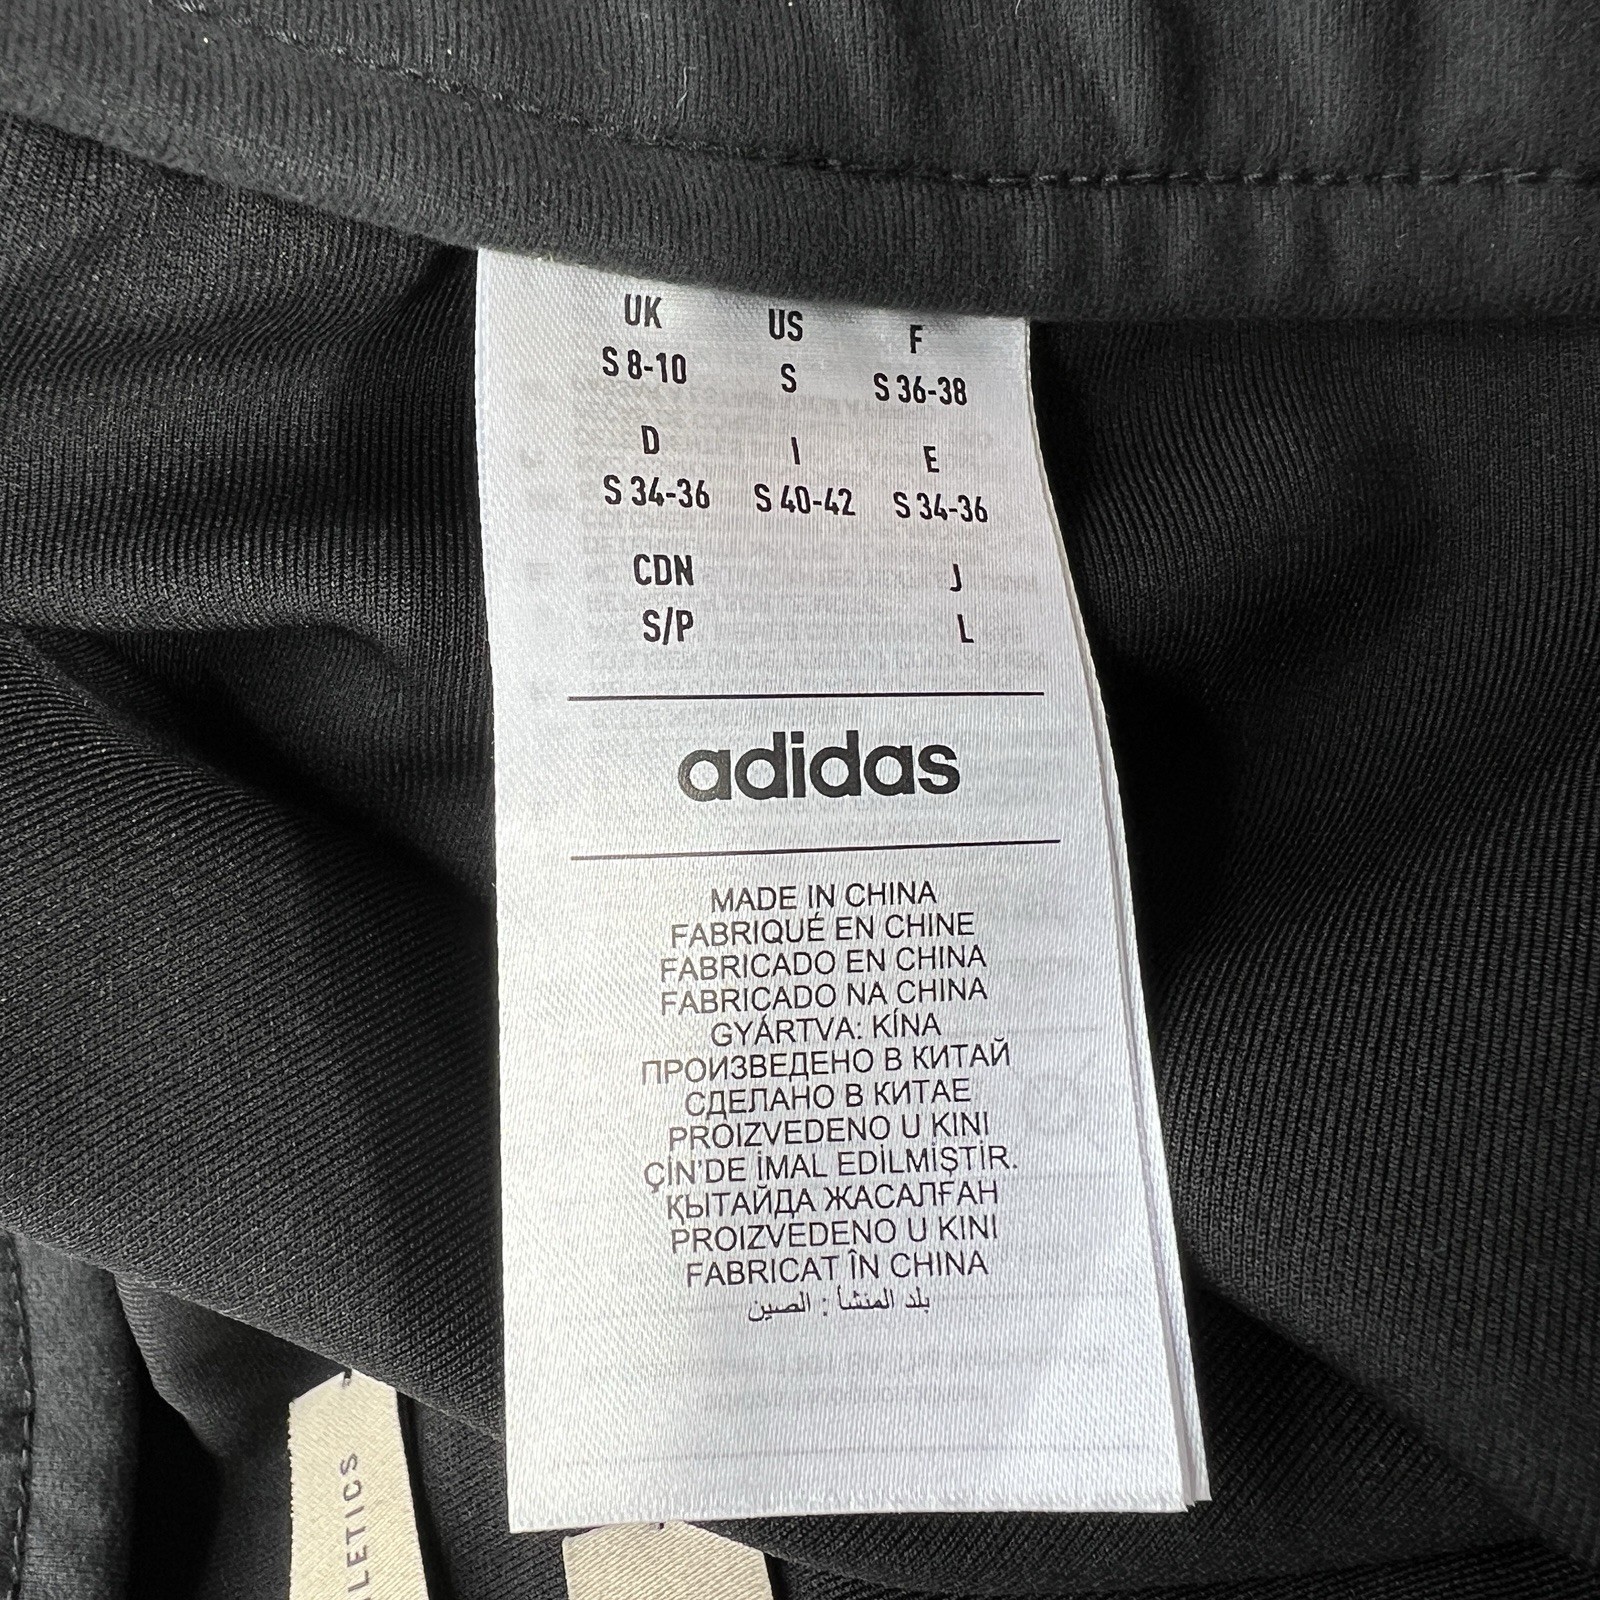 UK US F
S 8-10 S S 36-38
D I E
S 34-36 S 40-42 S 34-36
CDN J
S/P L
adidas
MADE IN CHINA
FABRIQUÉ EN CHINE
FABRICADO EN CHINA
FABRICADO NA CHINA
GYÁRTVA: KÍNA
ПРОИЗВЕДЕНО В КИТАЙ
СДЕЛАНО В КИТАЕ
PROIZVEDENO U KINI
ÇİN'DE İMAL EDİLMİŞTİR.
ҚЫТАЙДА ЖАСАЛҒАН
PROIZVEDENO U KINI
FABRICAT ÎN CHINA
بلد المنشأ : الصين
LETICS